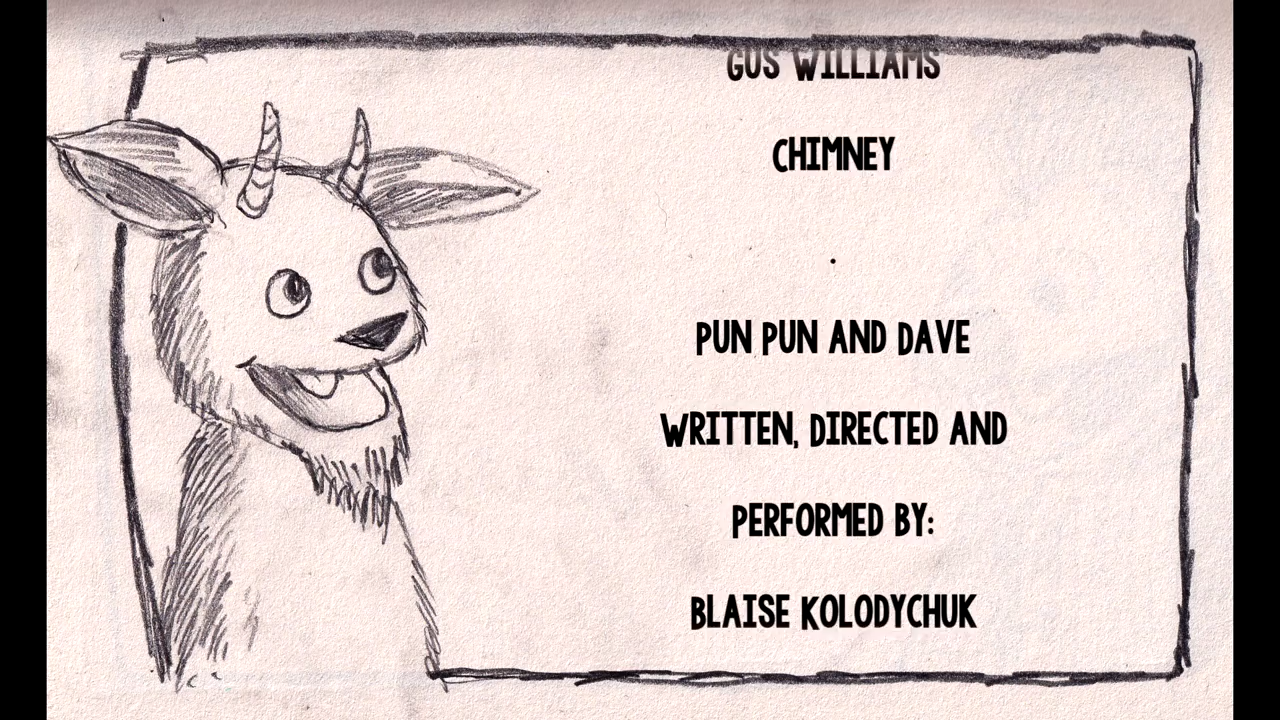 GUS WILLIAMS
CHIMNEY
.
PUN PUN AND DAVE
WRITTEN, DIRECTED AND
PERFORMED BY:
BLAISE KOLODYCHUK